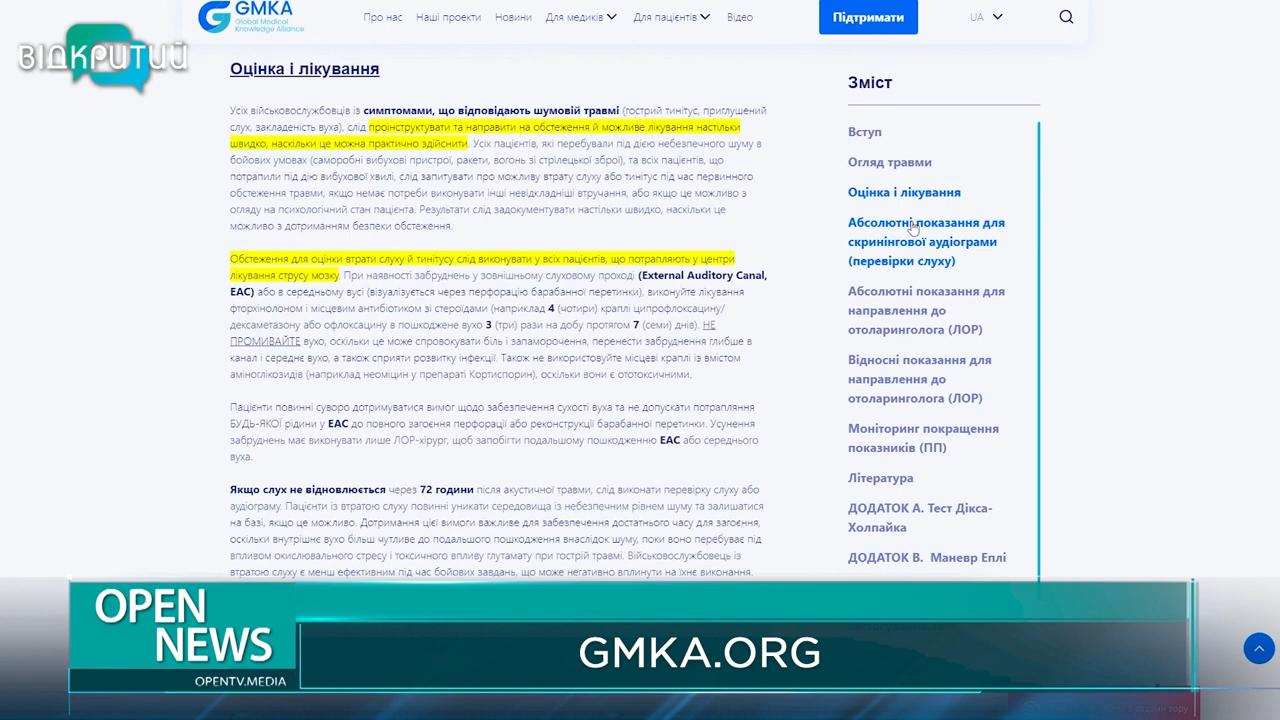 ВІДКРИТИЙ
GMKA
Global Medical
Knowledge Alliance
Про нас Наші проекти Новини Для медиків Для пацієнтів Відео
Підтримати
UA
Оцінка і лікування
Усіх військовослужбовців із симптомами, що відповідають шумовій травмі (гострий тинітус, приглушений
слух, закладеність вуха), слід проінструктувати та направити на обстеження й можливе лікування настільки
швидко, наскільки це можна практично здійснити. Усіх пацієнтів, які перебували під дією небезпечного шуму в
бойових умовах (саморобні вибухові пристрої, ракети, вогонь зі стрілецької зброї), та всіх пацієнтів, що
потрапили під дію вибухової хвилі, слід запитувати про можливу втрату слуху або тинітус під час первинного
обстеження травми, якщо немає потреби виконувати інші невідкладніші втручання, або якщо це можливо з
огляду на психологічний стан пацієнта. Результати слід задокументувати настільки швидко, наскільки це
можливо з дотриманням безпеки обстеження.
Обстеження для оцінки втрати слуху й тинітусу слід виконувати у всіх пацієнтів, що потрапляють у центри
лікування струсу мозку. При наявності забруднень у зовнішньому слуховому проході (External Auditory Canal,
EAC) або в середньому вусі (візуалізується через перфорацію барабанної перетинки), виконуйте лікування
фторхінолоном і місцевим антибіотиком зі стероїдами (наприклад 4 (чотири) краплі ципрофлоксацину/
дексаметазону або офлоксацину в пошкоджене вухо 3 (три) рази на добу протягом 7 (семи) днів). НЕ
ПРОМИВАЙТЕ вухо, оскільки це може спровокувати біль і запаморочення, перенести забруднення глибше в
канал і середнє вухо, а також сприяти розвитку інфекції. Також не використовуйте місцеві краплі із вмістом
аміноглікозидів (наприклад неоміцин у препараті Кортиспорин), оскільки вони є ототоксичними.
Пацієнти повинні суворо дотримуватися вимог щодо забезпечення сухості вуха та не допускати потрапляння
БУДЬ-ЯКОЇ рідини у EAC до повного загоєння перфорації або реконструкції барабанної перетинки. Усунення
забруднень має виконувати лише ЛОР-хірург, щоб запобігти подальшому пошкодженню EAC або середнього
вуха.
Якщо слух не відновлюється через 72 години після акустичної травми, слід виконати перевірку слуху або
аудіограму. Пацієнти із втратою слуху повинні уникати середовища із небезпечним рівнем шуму та залишатися
на базі, якщо це можливо. Дотримання цієї вимоги важливе для забезпечення достатнього часу для загоєння,
оскільки внутрішнє вухо більш чутливе до подальшого пошкодження внаслідок шуму, поки воно перебуває під
впливом окислювального стресу і токсичного впливу глутамату при гострій травмі. Військовослужбовець із
втратою слуху є менш ефективним під час бойових завдань, що може негативно вплинути на їхнє виконання.
Зміст
Вступ
Огляд травми
Оцінка і лікування
Абсолютні показання для
скринінгової аудіограми
(перевірки слуху)
Абсолютні показання для
направлення до
отоларинголога (ЛОР)
Відносні показання для
направлення до
отоларинголога (ЛОР)
Моніторинг покращення
показників (ПП)
Література
ДОДАТОК А. Тест Дікса-
Холпайка
ДОДАТОК В. Маневр Еплі
OPEN
NEWS
OPENTV.MEDIA
GMKA.ORG